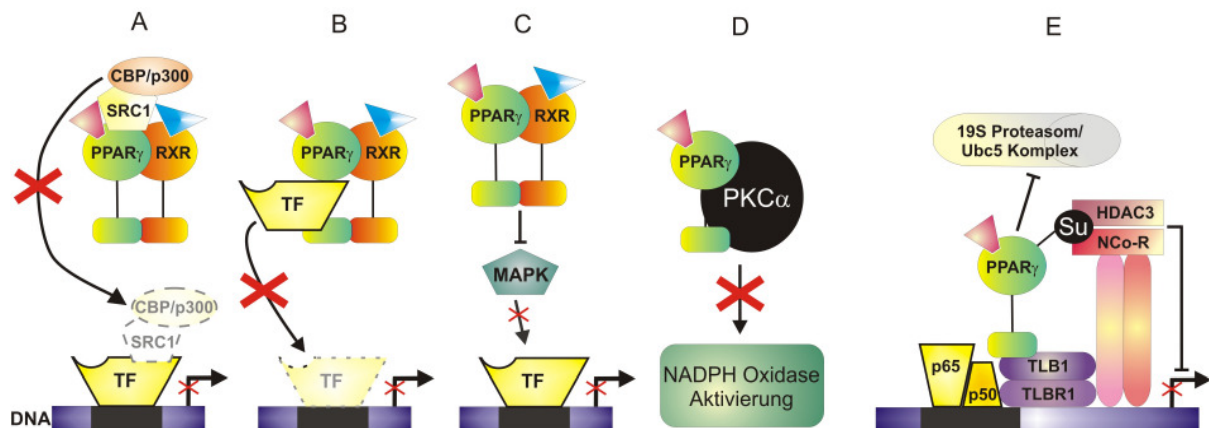 A
CBP/p300
SRC1
PPARγ RXR
CBP/p300
SRC1
TF
DNA
B
PPARγ RXR
TF
TF
C
PPARγ RXR
MAPK
TF
D
PPARγ
PKCα
NADPH Oxidase
Aktivierung
E
19S Proteasom/
Ubc5 Komplex
Su
HDAC3
NCo-R
PPARγ
p65
p50
TLB1
TLBR1